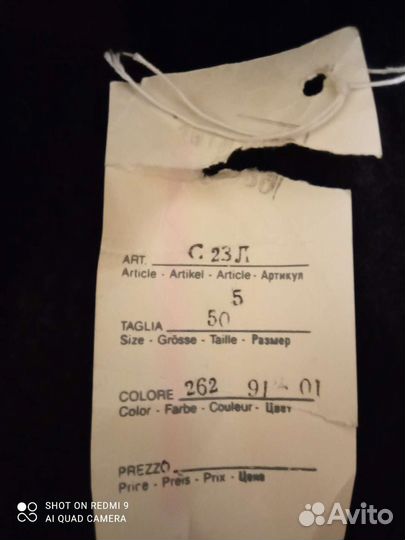 ART. С 23 Л
Article - Artikel - Article - Артикул
5
TAGLIA 50
Size - Grösse - Taille - Размер
COLORE 262 91 01
Color - Farbe - Couleur - Цвет
PREZZO
Price - Preis - Prix - Цена
SHOT ON REDMI 9
AI QUAD CAMERA
Avito